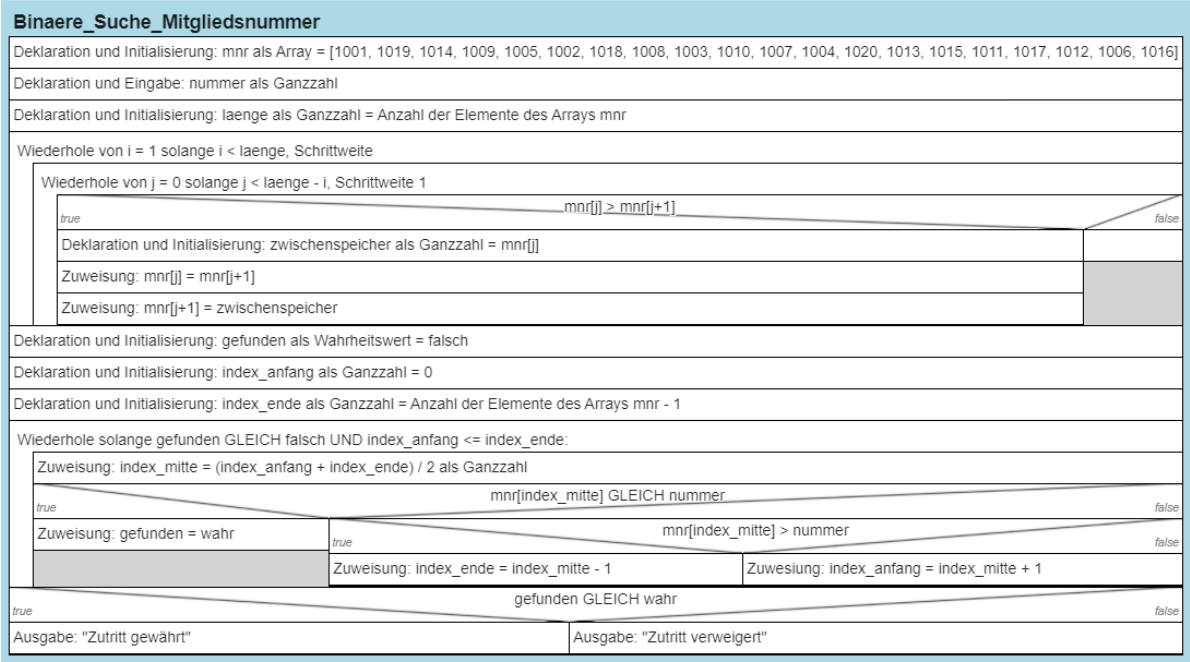 Binaere_Suche_Mitgliedsnummer
Deklaration und Initialisierung: mnr als Array = [1001, 1019, 1014, 1009, 1005, 1002, 1018, 1008, 1003, 1010, 1007, 1004, 1020, 1013, 1015, 1011, 1017, 1012, 1006, 1016]
Deklaration und Eingabe: nummer als Ganzzahl
Deklaration und Initialisierung: laenge als Ganzzahl = Anzahl der Elemente des Arrays mnr
Wiederhole von i = 1 solange i < laenge, Schrittweite
Wiederhole von j = 0 solange j < laenge - i, Schrittweite 1
mnr[j] > mnr[j+1]
true
false
Deklaration und Initialisierung: zwischenspeicher als Ganzzahl = mnr[j]
Zuweisung: mnr[j] = mnr[j+1]
Zuweisung: mnr[j+1] = zwischenspeicher
Deklaration und Initialisierung: gefunden als Wahrheitswert = falsch
Deklaration und Initialisierung: index_anfang als Ganzzahl = 0
Deklaration und Initialisierung: index_ende als Ganzzahl = Anzahl der Elemente des Arrays mnr - 1
Wiederhole solange gefunden GLEICH falsch UND index_anfang <= index_ende:
Zuweisung: index_mitte = (index_anfang + index_ende) / 2 als Ganzzahl
mnr[index_mitte] GLEICH nummer
true
false
Zuweisung: gefunden = wahr
mnr[index_mitte] > nummer
true
false
Zuweisung: index_ende = index_mitte - 1
Zuwesiung: index_anfang = index_mitte + 1
gefunden GLEICH wahr
true
false
Ausgabe: "Zutritt gewährt"
Ausgabe: "Zutritt verweigert"